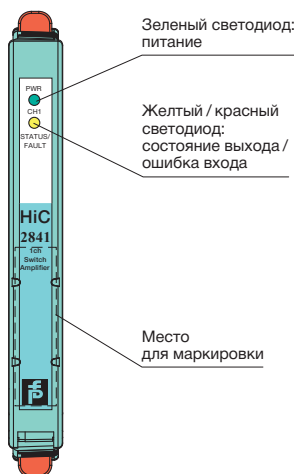 Зеленый светодиод:
питание
PWR
CH1
STATUS/
FAULT
Желтый / красный
светодиод:
состояние выхода /
ошибка входа
HiC
2841
1ch
Switch
Amplifier
Место
для маркировки